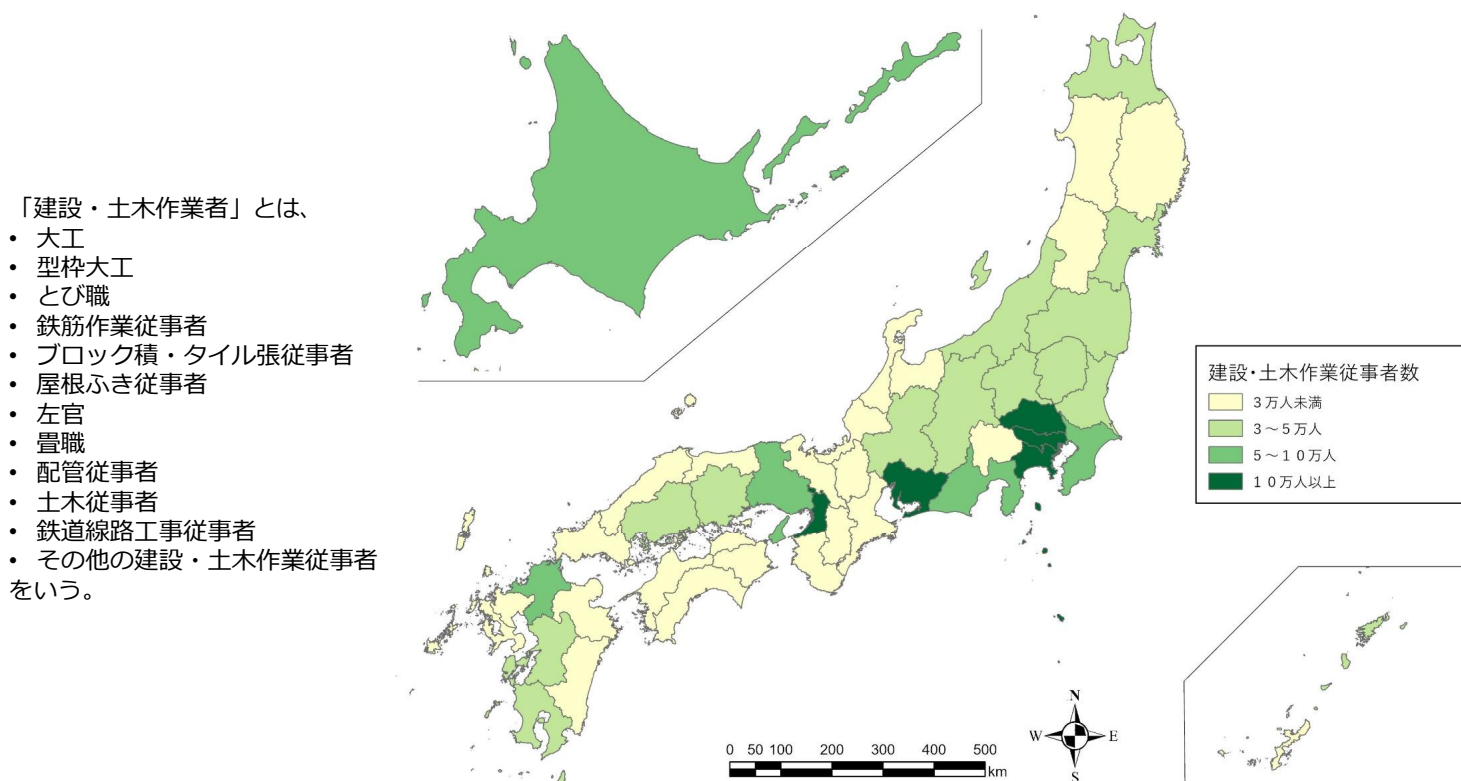 「建設・土木作業者」とは、
• 大工
• 型枠大工
• とび職
• 鉄筋作業従事者
• ブロック積・タイル張従事者
• 屋根ふき従事者
• 左官
• 畳職
• 配管従事者
• 土木従事者
• 鉄道線路工事従事者
• その他の建設・土木作業従事者
をいう。
建設・土木作業従事者数
3万人未満
3～5万人
5～10万人
10万人以上
N
W E
S
0 50 100 200 300 400 500
km